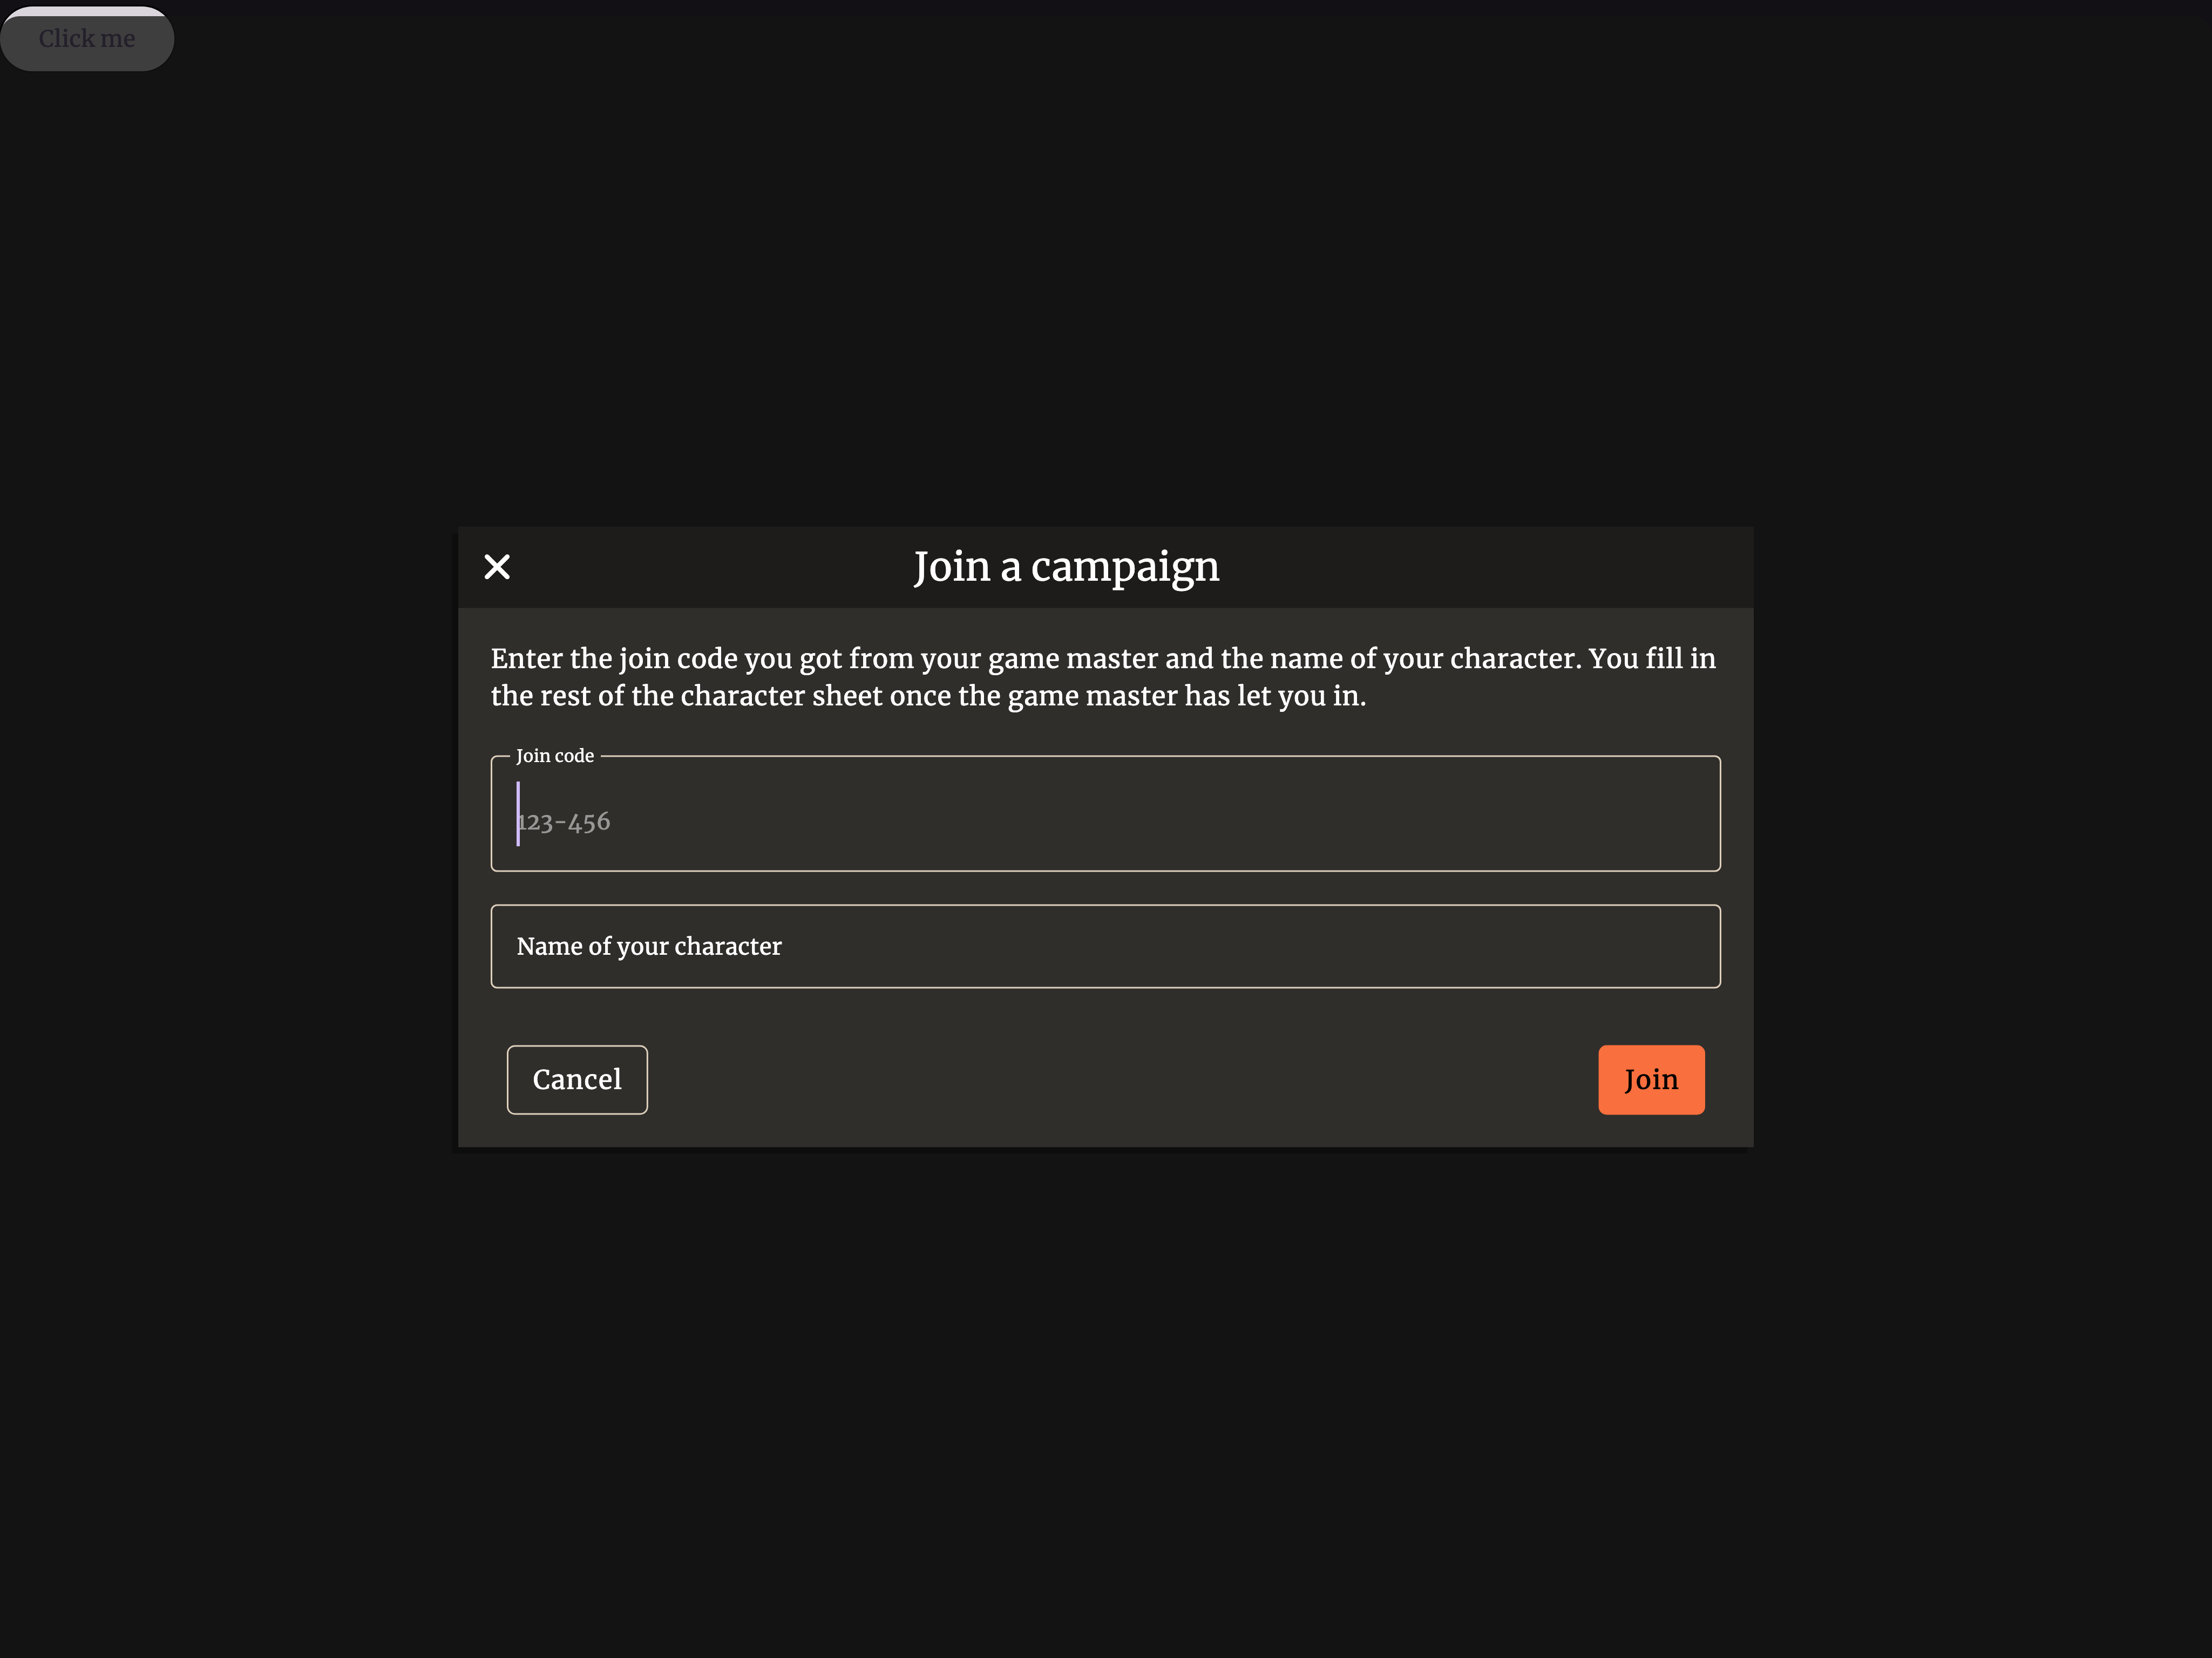 Click me
Join a campaign
Enter the join code you got from your game master and the name of your character. You fill in
the rest of the character sheet once the game master has let you in.
Join code
123-456
Name of your character
Cancel
Join